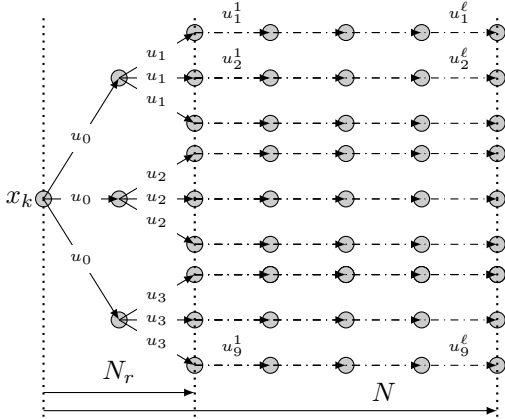 u_1^1 u_1^ℓ
u_1
u_1 u_2^1 u_2^ℓ
u_1
u_0
u_2
x_k u_0 u_2
u_2
u_0
u_3
u_3
u_3 u_9^1 u_9^ℓ
N_r
N